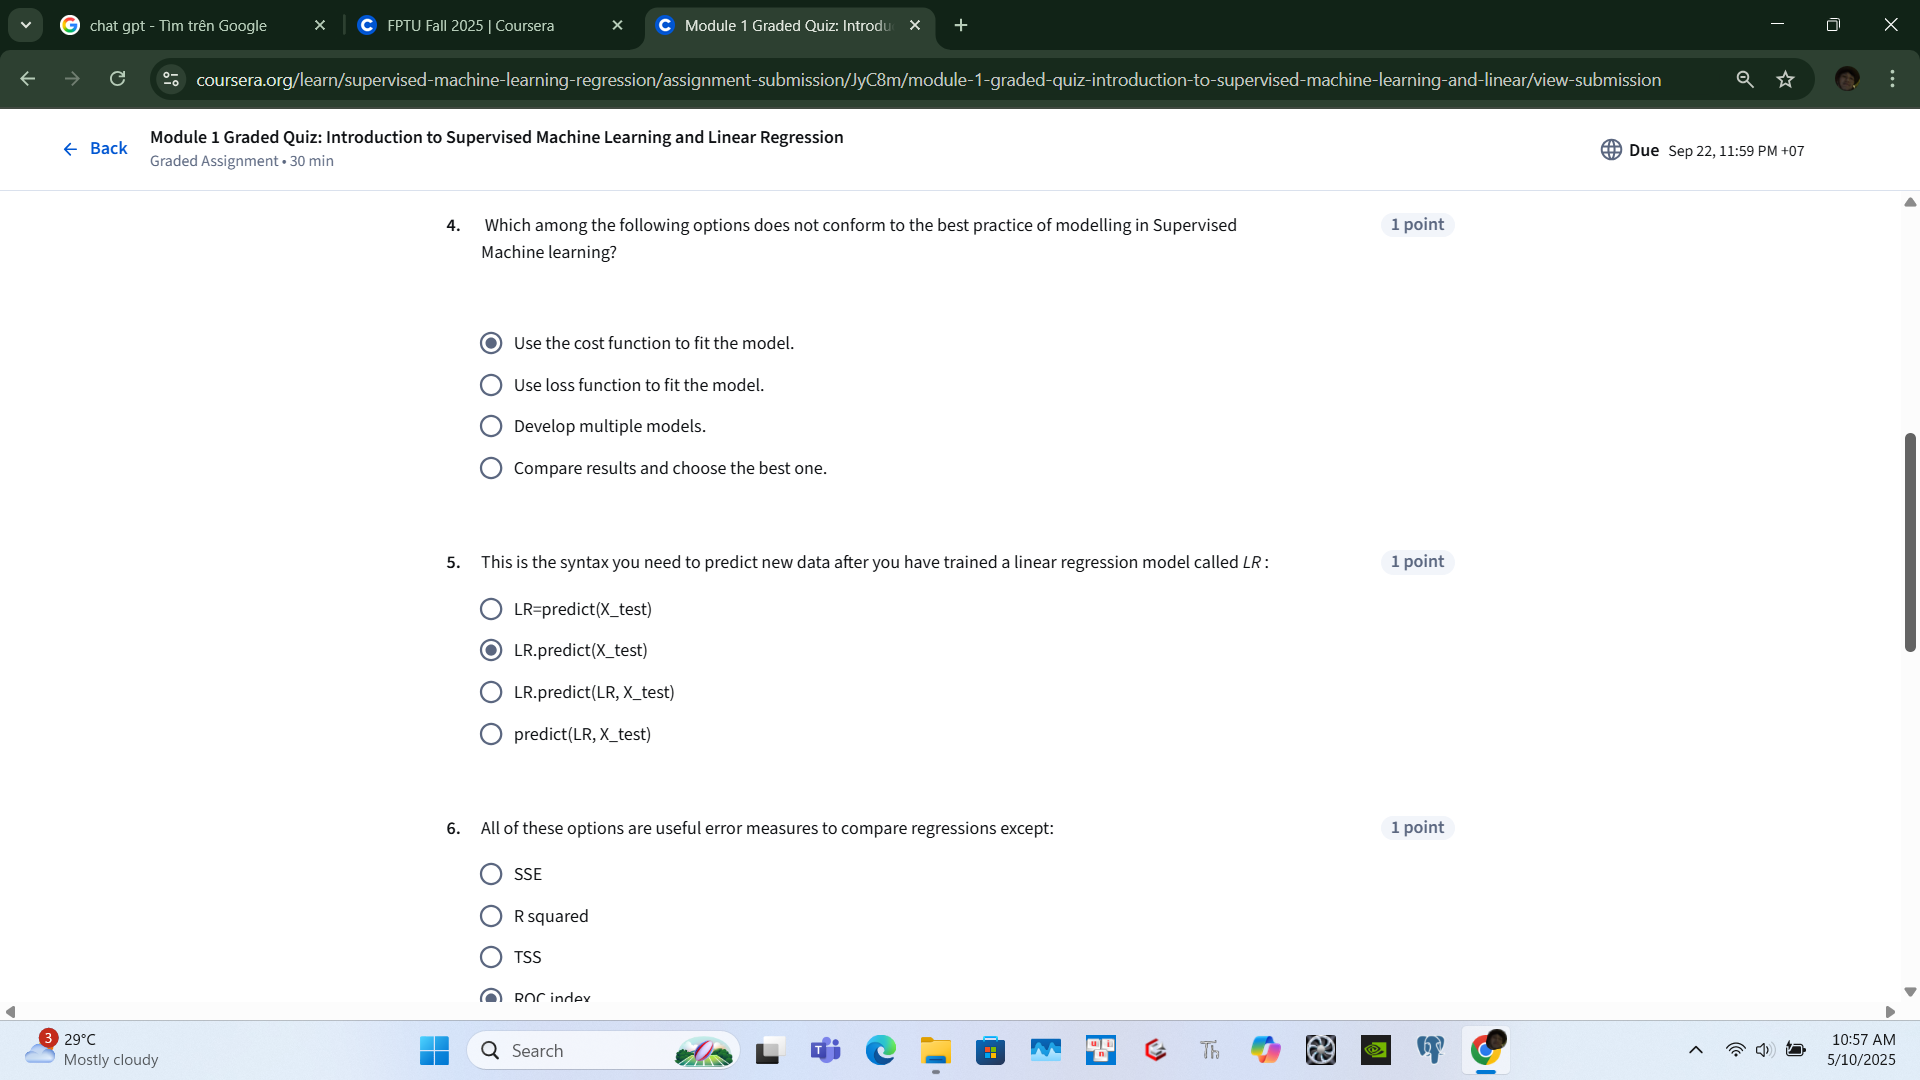 chat gpt - Tìm trên Google
FPTU Fall 2025 | Coursera
Module 1 Graded Quiz: Introdu
coursera.org/learn/supervised-machine-learning-regression/assignment-submission/JyC8m/module-1-graded-quiz-introduction-to-supervised-machine-learning-and-linear/view-submission
Back
Module 1 Graded Quiz: Introduction to Supervised Machine Learning and Linear Regression
Graded Assignment • 30 min
Due Sep 22, 11:59 PM +07
4. Which among the following options does not conform to the best practice of modelling in Supervised
Machine learning?
1 point
Use the cost function to fit the model.
Use loss function to fit the model.
Develop multiple models.
Compare results and choose the best one.
5. This is the syntax you need to predict new data after you have trained a linear regression model called LR :
1 point
LR=predict(X_test)
LR.predict(X_test)
LR.predict(LR, X_test)
predict(LR, X_test)
6. All of these options are useful error measures to compare regressions except:
1 point
SSE
R squared
TSS
ROC index
3
29°C
Mostly cloudy
Search
10:57 AM
5/10/2025